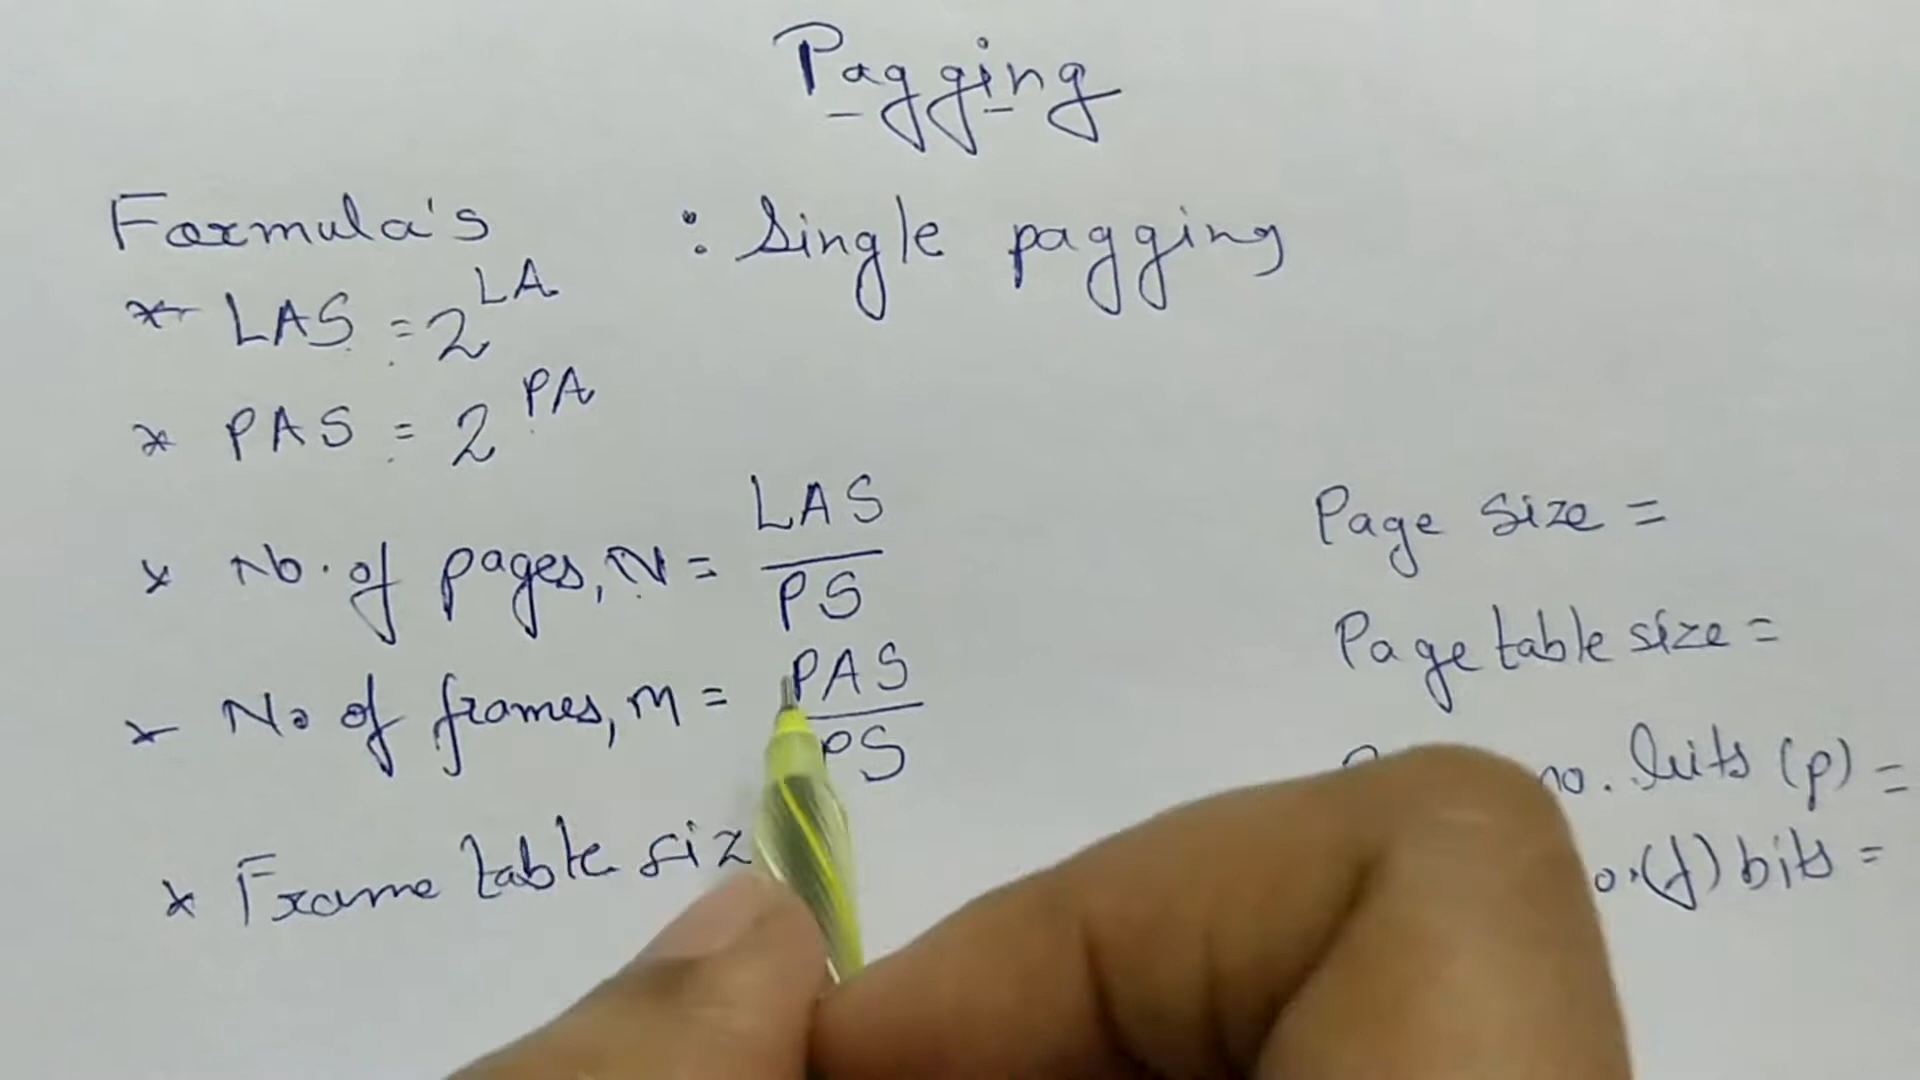 Pagging
Formula's : Single pagging
* LAS = 2^LA
* PAS = 2^PA
* No. of pages, N = LAS / PS
* No of frames, m = PAS / PS
* Frame table siz
Page size =
Page table size =
no. bits (p) =
o. (f) bits =